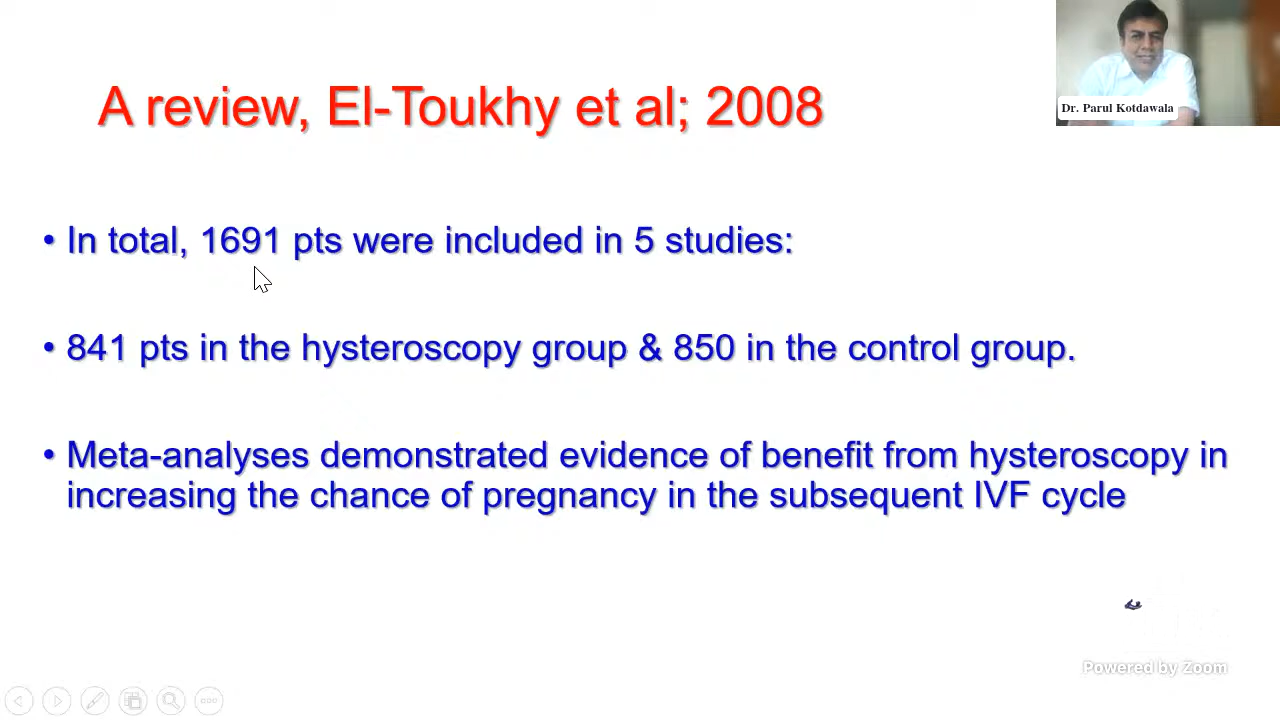 A review, El-Toukhy et al; 2008
Dr. Parul Kotdawala
• In total, 1691 pts were included in 5 studies:
• 841 pts in the hysteroscopy group & 850 in the control group.
• Meta-analyses demonstrated evidence of benefit from hysteroscopy in
increasing the chance of pregnancy in the subsequent IVF cycle
Powered by Zoom